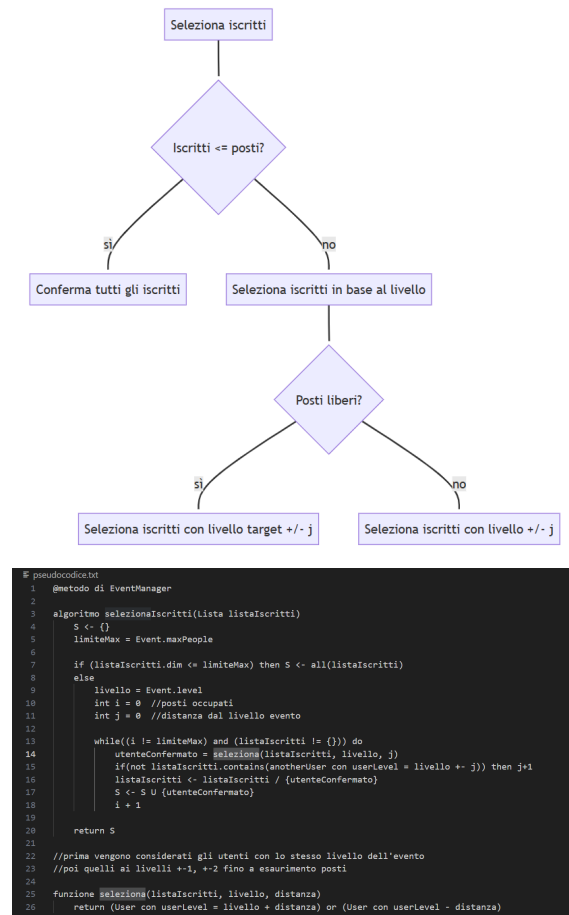 Seleziona iscritti
Iscritti <= posti?
sì
no
Conferma tutti gli iscritti
Seleziona iscritti in base al livello
Posti liberi?
sì
no
Seleziona iscritti con livello target +/- j
Seleziona iscritti con livello +/- j
pseudocodice.txt
1 @metodo di EventManager
2
3 algoritmo selezionaIscritti(Lista listaIscritti)
4 S <- {}
5 limiteMax = Event.maxPeople
6
7 if (listaIscritti.dim <= limiteMax) then S <- all(listaIscritti)
8 else
9 livello = Event.level
10 int i = 0 //posti occupati
11 int j = 0 //distanza dal livello evento
12
13 while((i != limiteMax) and (listaIscritti != {})) do
14 utenteConfermato = seleziona(listaIscritti, livello, j)
15 if(not listaIscritti.contains(anotherUser con userLevel = livello +- j)) then j+1
16 listaIscritti <- listaIscritti / {utenteConfermato}
17 S <- S U {utenteConfermato}
18 i + 1
19
20 return S
21
22 //prima vengono considerati gli utenti con lo stesso livello dell'evento
23 //poi quelli ai livelli +-1, +-2 fino a esaurimento posti
24
25 funzione seleziona(listaIscritti, livello, distanza)
26 return (User con userLevel = livello + distanza) or (User con userLevel - distanza)